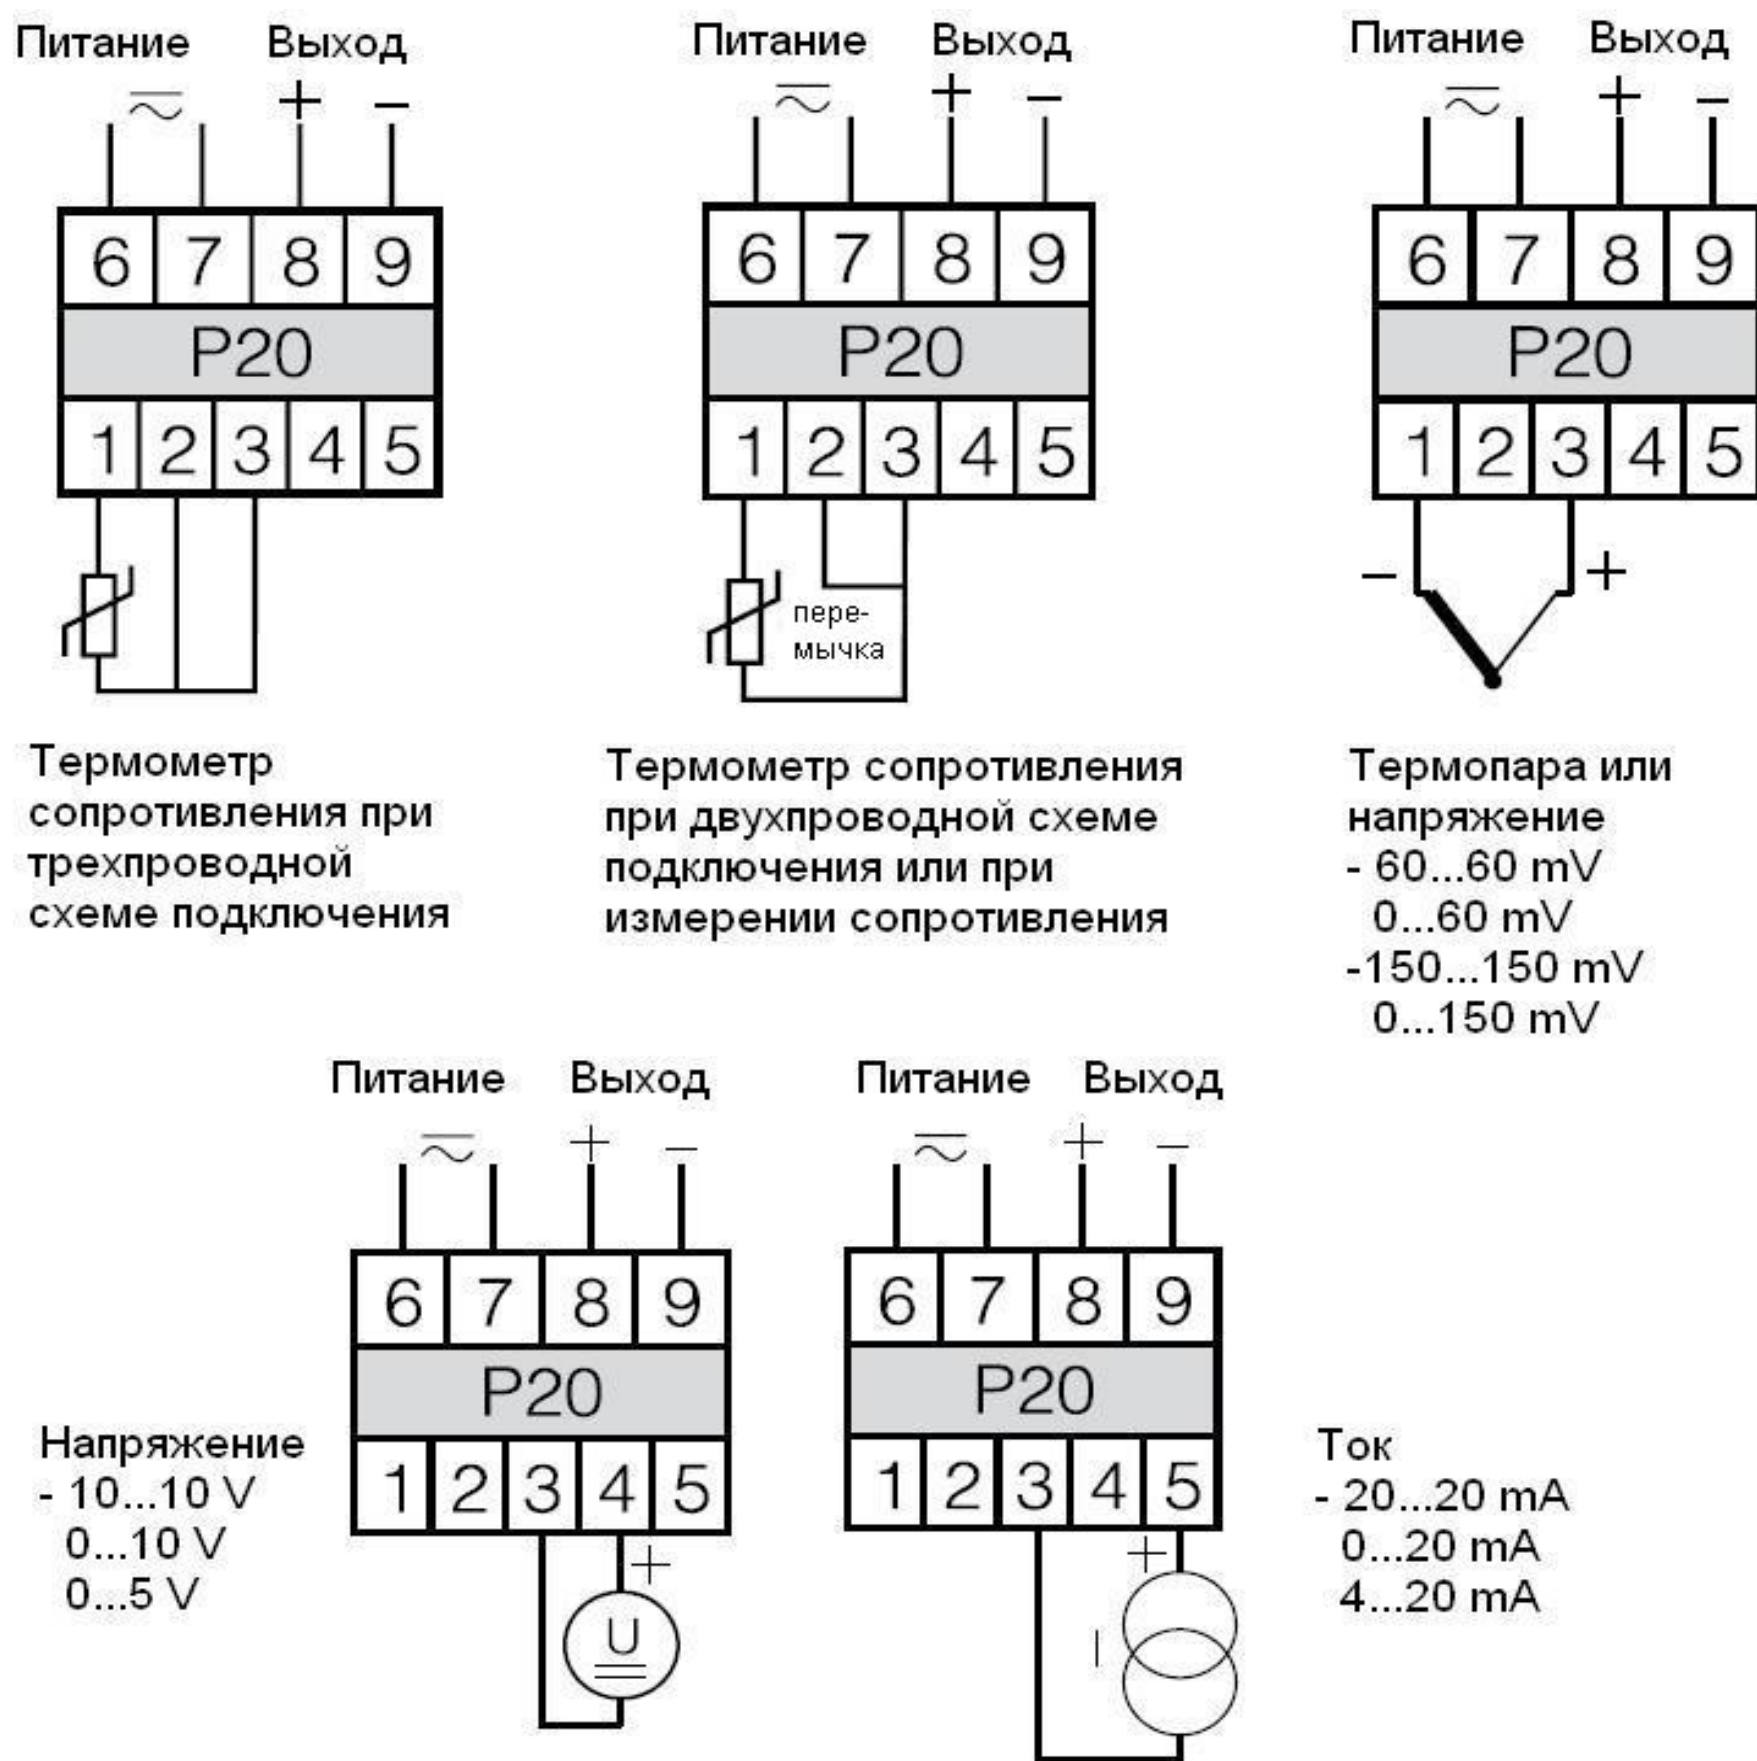 Питание Выход
+ −
6 7 8 9
P20
1 2 3 4 5
Термометр
сопротивления при
трехпроводной
схеме подключения
Питание Выход
+ −
6 7 8 9
P20
1 2 3 4 5
пере-
мычка
Термометр сопротивления
при двухпроводной схеме
подключения или при
измерении сопротивления
Питание Выход
+ −
6 7 8 9
P20
1 2 3 4 5
− +
Термопара или
напряжение
- 60...60 mV
0...60 mV
-150...150 mV
0...150 mV
Питание Выход
+ −
6 7 8 9
P20
1 2 3 4 5
+
U
Напряжение
- 10...10 V
0...10 V
0...5 V
Питание Выход
+ −
6 7 8 9
P20
1 2 3 4 5
+
I
Ток
- 20...20 mA
0...20 mA
4...20 mA